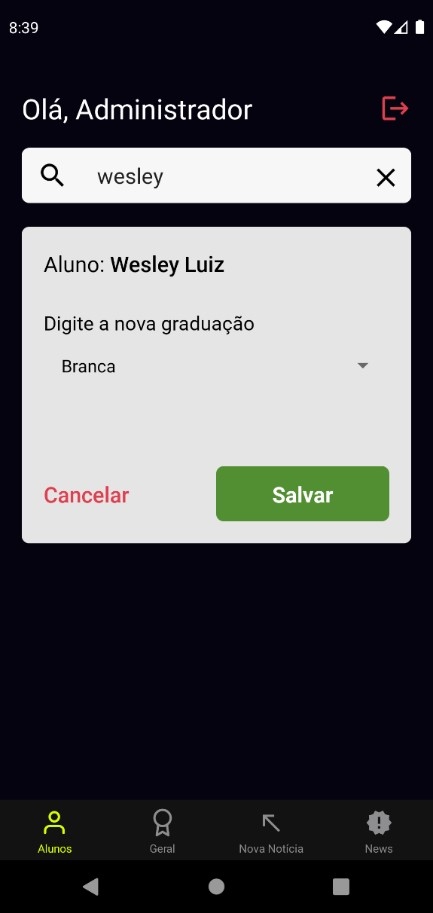 8:39
Olá, Administrador
wesley
Aluno: Wesley Luiz
Digite a nova graduação
Branca
Cancelar
Salvar
Alunos
Geral
Nova Notícia
News